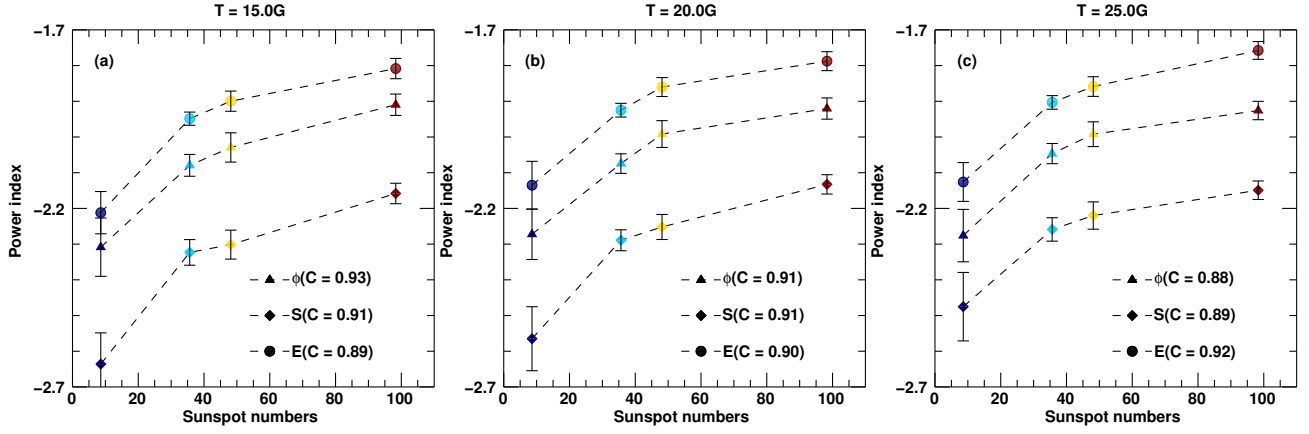 T = 15.0G
(a)
Power index
−1.7
−2.2
−2.7
ϕ(C = 0.93)
S(C = 0.91)
E(C = 0.89)
0 20 40 60 80 100
Sunspot numbers
T = 20.0G
(b)
Power index
−1.7
−2.2
−2.7
ϕ(C = 0.91)
S(C = 0.91)
E(C = 0.90)
0 20 40 60 80 100
Sunspot numbers
T = 25.0G
(c)
Power index
−1.7
−2.2
−2.7
ϕ(C = 0.88)
S(C = 0.89)
E(C = 0.92)
0 20 40 60 80 100
Sunspot numbers